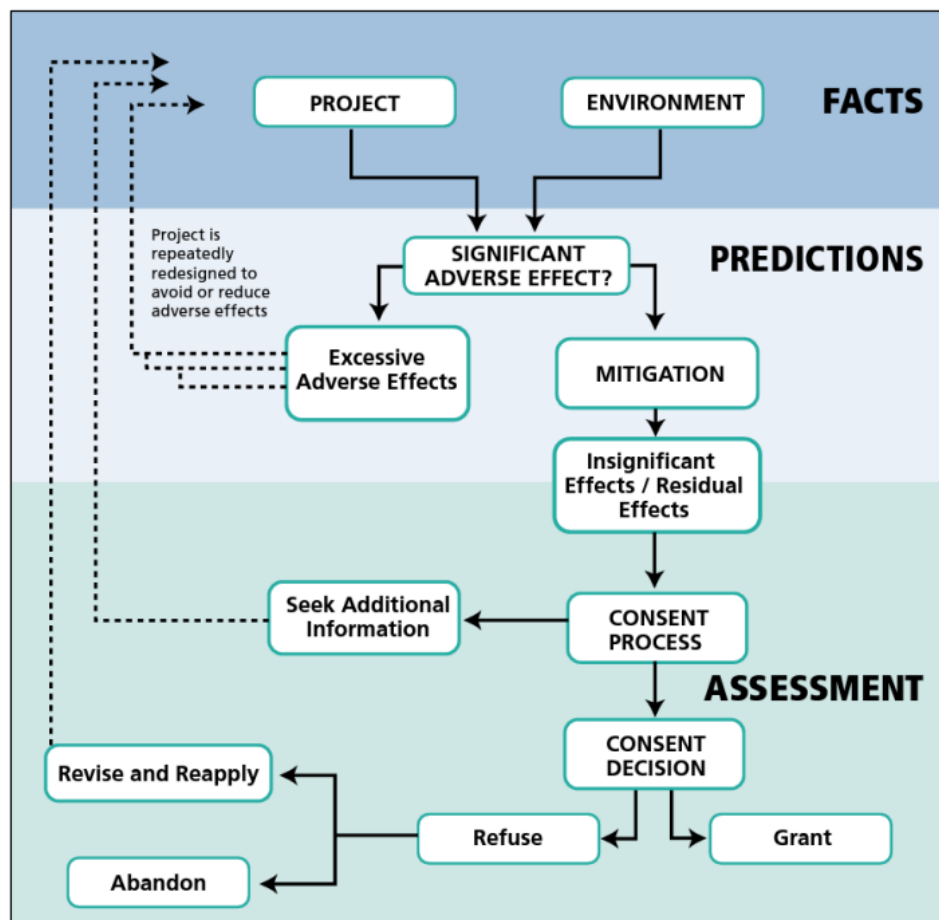 PROJECT
ENVIRONMENT
FACTS
Project is
repeatedly
redesigned to
avoid or reduce
adverse effects
SIGNIFICANT
ADVERSE EFFECT?
PREDICTIONS
Excessive
Adverse Effects
MITIGATION
Insignificant
Effects / Residual
Effects
Seek Additional
Information
CONSENT
PROCESS
ASSESSMENT
CONSENT
DECISION
Revise and Reapply
Refuse
Grant
Abandon